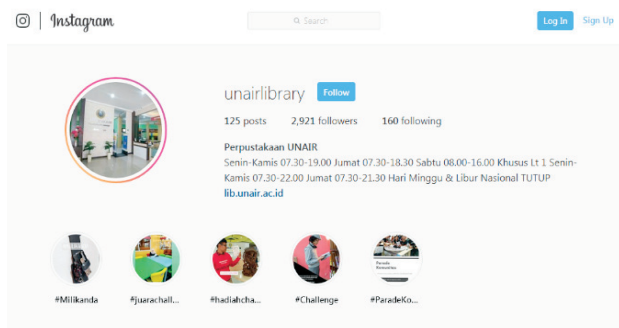 Instagram
Search
Log In
Sign Up
unairlibrary
Follow
125 posts 2,921 followers 160 following
Perpustakaan UNAIR
Senin-Kamis 07.30-19.00 Jumat 07.30-18.30 Sabtu 08.00-16.00 Khusus Lt 1 Senin-
Kamis 07.30-22.00 Jumat 07.30-21.30 Hari Minggu & Libur Nasional TUTUP
lib.unair.ac.id
Parade
Komunitas
#Milikanda
#juarachall...
#hadiahcha...
#Challenge
#ParadeKo...